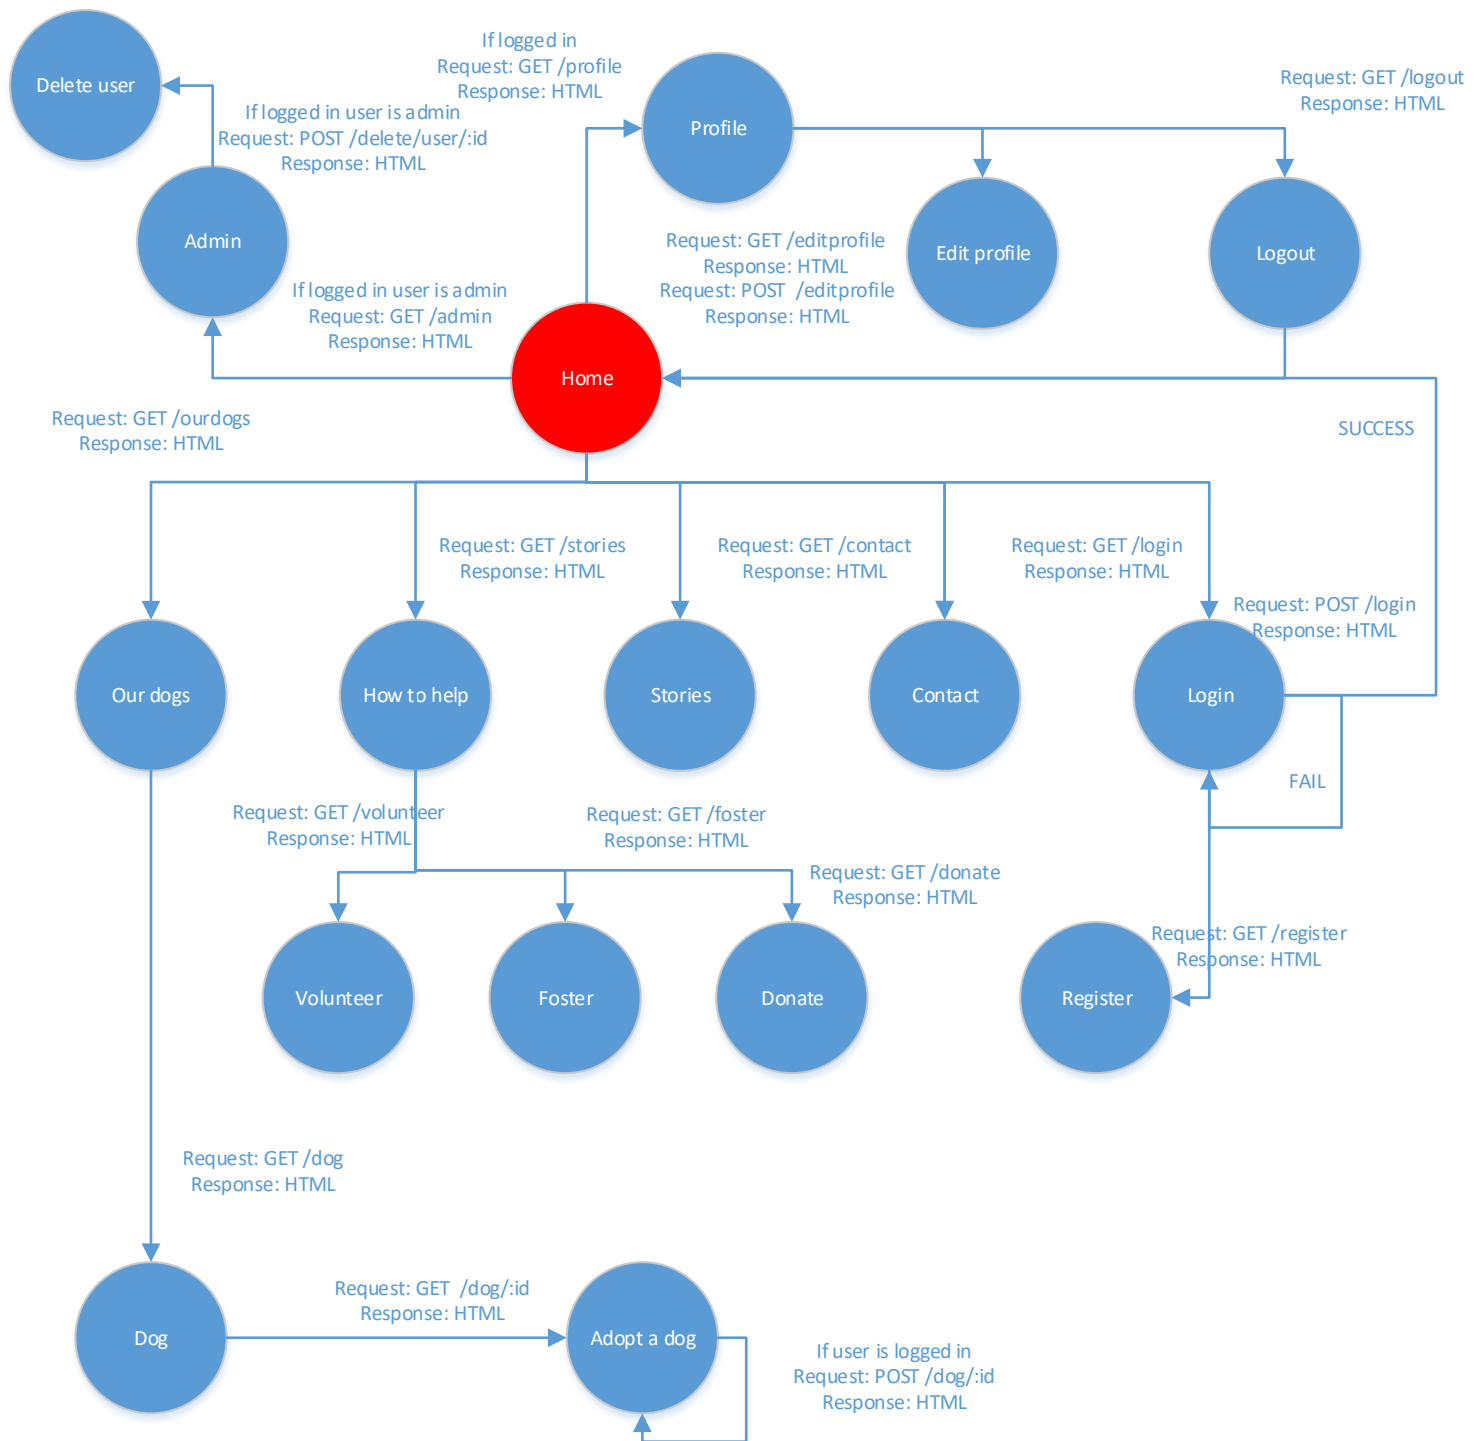 If logged in
Request: GET /profile
Response: HTML
Delete user
Request: GET /logout
Response: HTML
If logged in user is admin
Request: POST /delete/user/:id
Response: HTML
Profile
Admin
Request: GET /editprofile
Response: HTML
Request: POST /editprofile
Response: HTML
Edit profile
Logout
If logged in user is admin
Request: GET /admin
Response: HTML
Home
Request: GET /ourdogs
Response: HTML
SUCCESS
Request: GET /stories
Response: HTML
Request: GET /contact
Response: HTML
Request: GET /login
Response: HTML
Request: POST /login
Response: HTML
Our dogs
How to help
Stories
Contact
Login
FAIL
Request: GET /volunteer
Response: HTML
Request: GET /foster
Response: HTML
Request: GET /donate
Response: HTML
Request: GET /register
Response: HTML
Volunteer
Foster
Donate
Register
Request: GET /dog
Response: HTML
Request: GET /dog/:id
Response: HTML
Dog
Adopt a dog
If user is logged in
Request: POST /dog/:id
Response: HTML